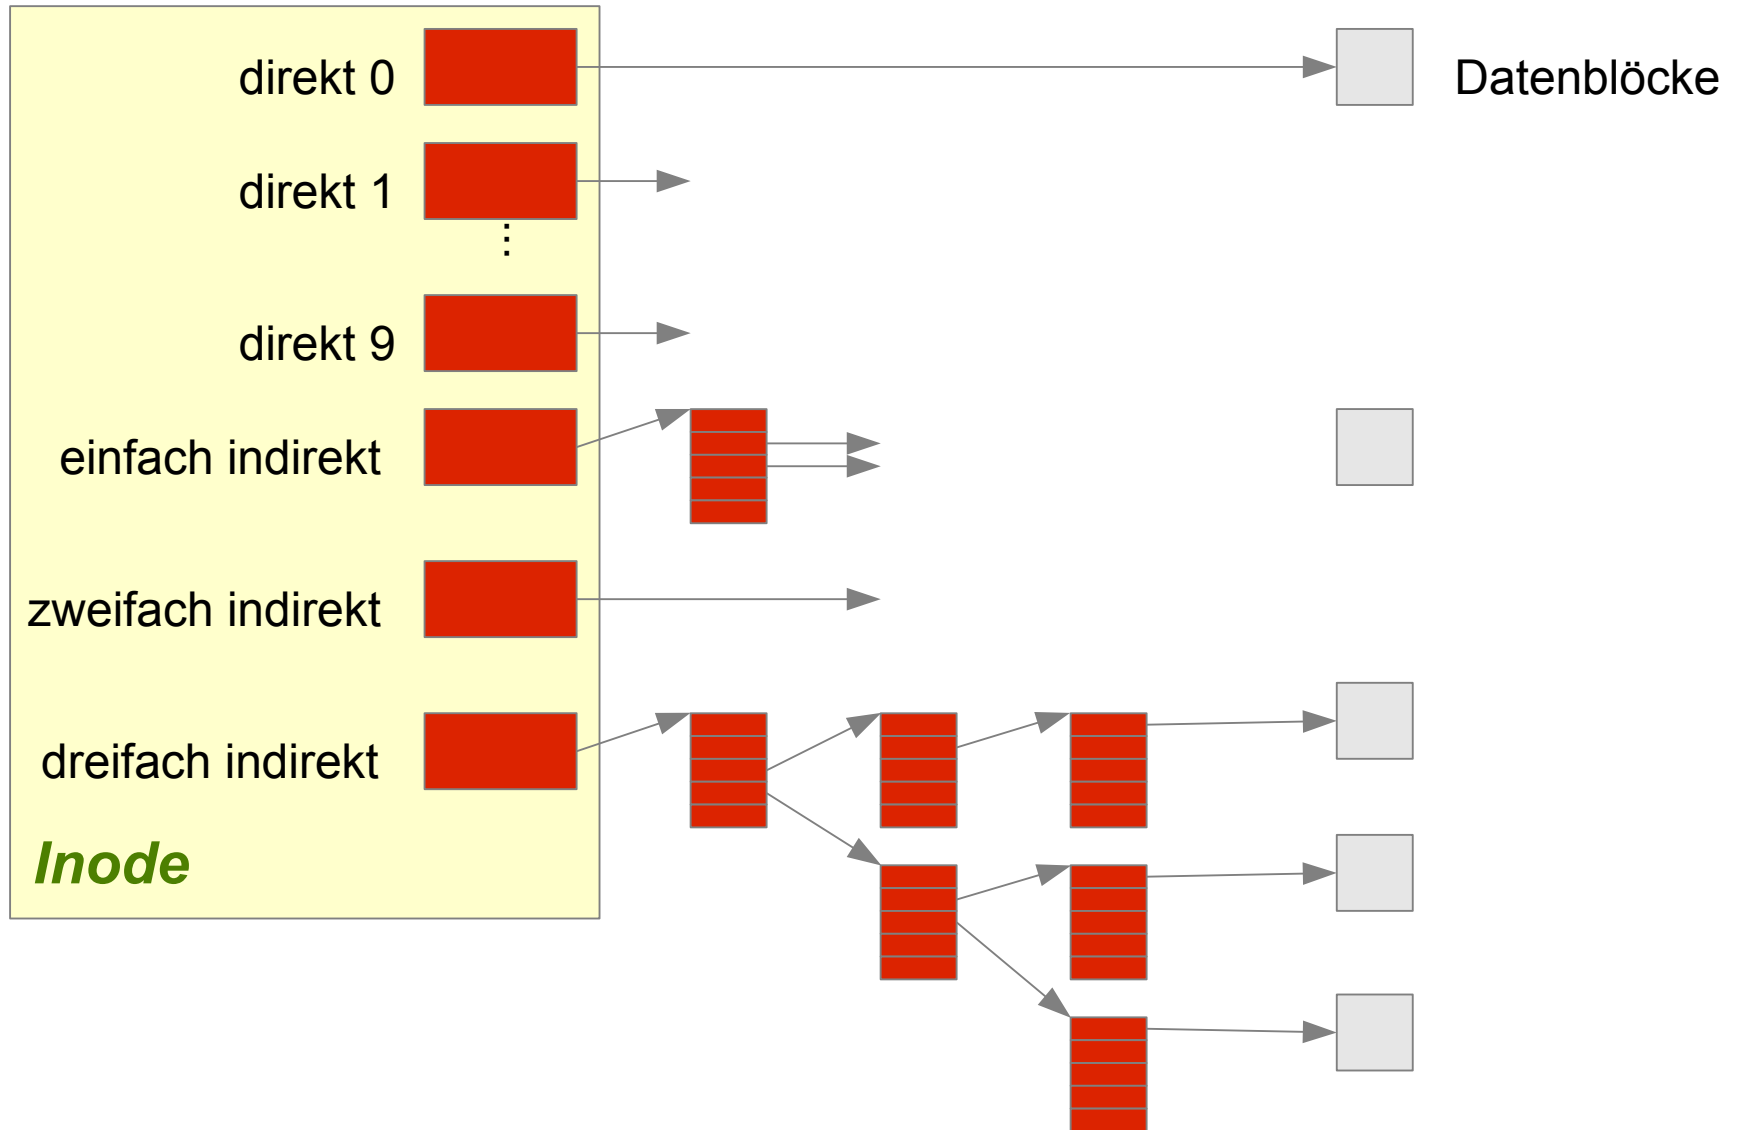 direkt 0
Datenblöcke
direkt 1
...
direkt 9
einfach indirekt
zweifach indirekt
dreifach indirekt
Inode